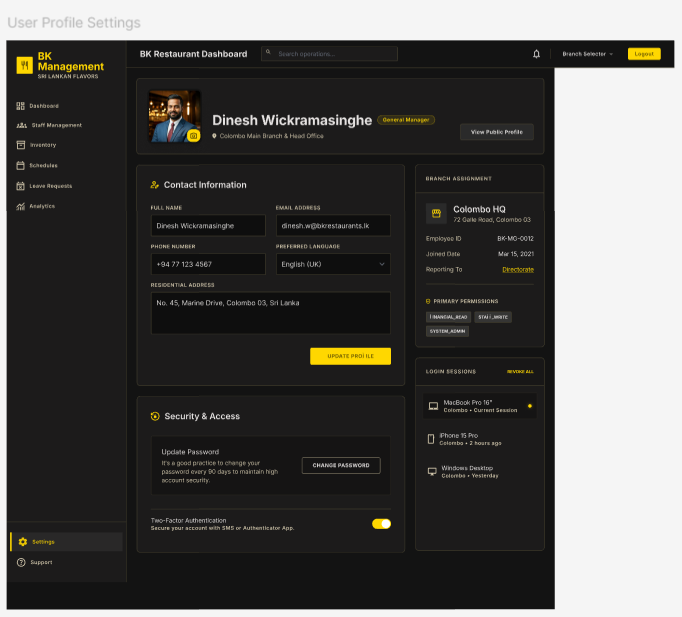 User Profile Settings
BK
Management
SRI LANKAN FLAVORS
BK Restaurant Dashboard
Search operations...
Branch Selector
Logout
Dashboard
Staff Management
Inventory
Schedules
Leave Requests
Analytics
Settings
Support
Dinesh Wickramasinghe
General Manager
Colombo Main Branch & Head Office
View Public Profile
Contact Information
FULL NAME
EMAIL ADDRESS
Dinesh Wickramasinghe
dinesh.w@bkrestaurants.lk
PHONE NUMBER
PREFERRED LANGUAGE
+94 77 123 4567
English (UK)
RESIDENTIAL ADDRESS
No. 45, Marine Drive, Colombo 03, Sri Lanka
UPDATE PROFILE
Security & Access
Update Password
It's a good practice to change your
password every 90 days to maintain high
account security.
CHANGE PASSWORD
Two-Factor Authentication
Secure your account with SMS or Authenticator App.
BRANCH ASSIGNMENT
Colombo HQ
72 Galle Road, Colombo 03
Employee ID
BK-MG-0012
Joined Date
Mar 15, 2021
Reporting To
Directorate
PRIMARY PERMISSIONS
FINANCIAL_READ
STAFF_WRITE
SYSTEM_ADMIN
LOGIN SESSIONS
REVOKE ALL
MacBook Pro 16"
Colombo • Current Session
iPhone 15 Pro
Colombo • 2 hours ago
Windows Desktop
Colombo • Yesterday